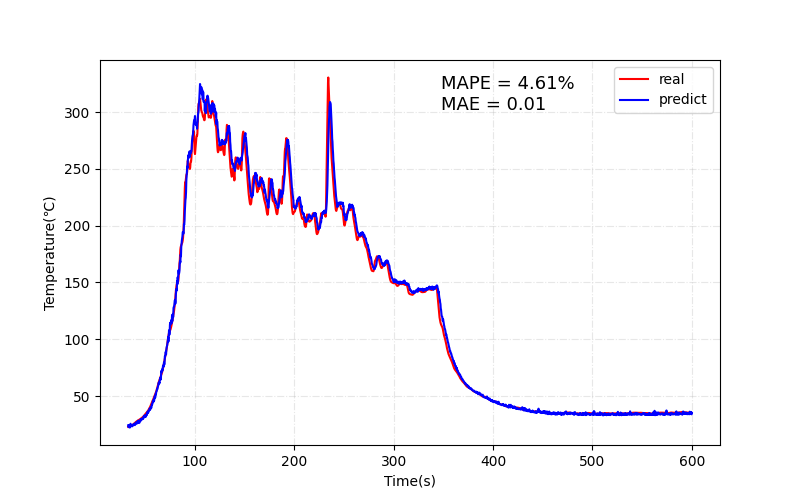 MAPE = 4.61%
MAE = 0.01
real
predict
300
250
200
150
100
50
Temperature(℃)
100 200 300 400 500 600
Time(s)